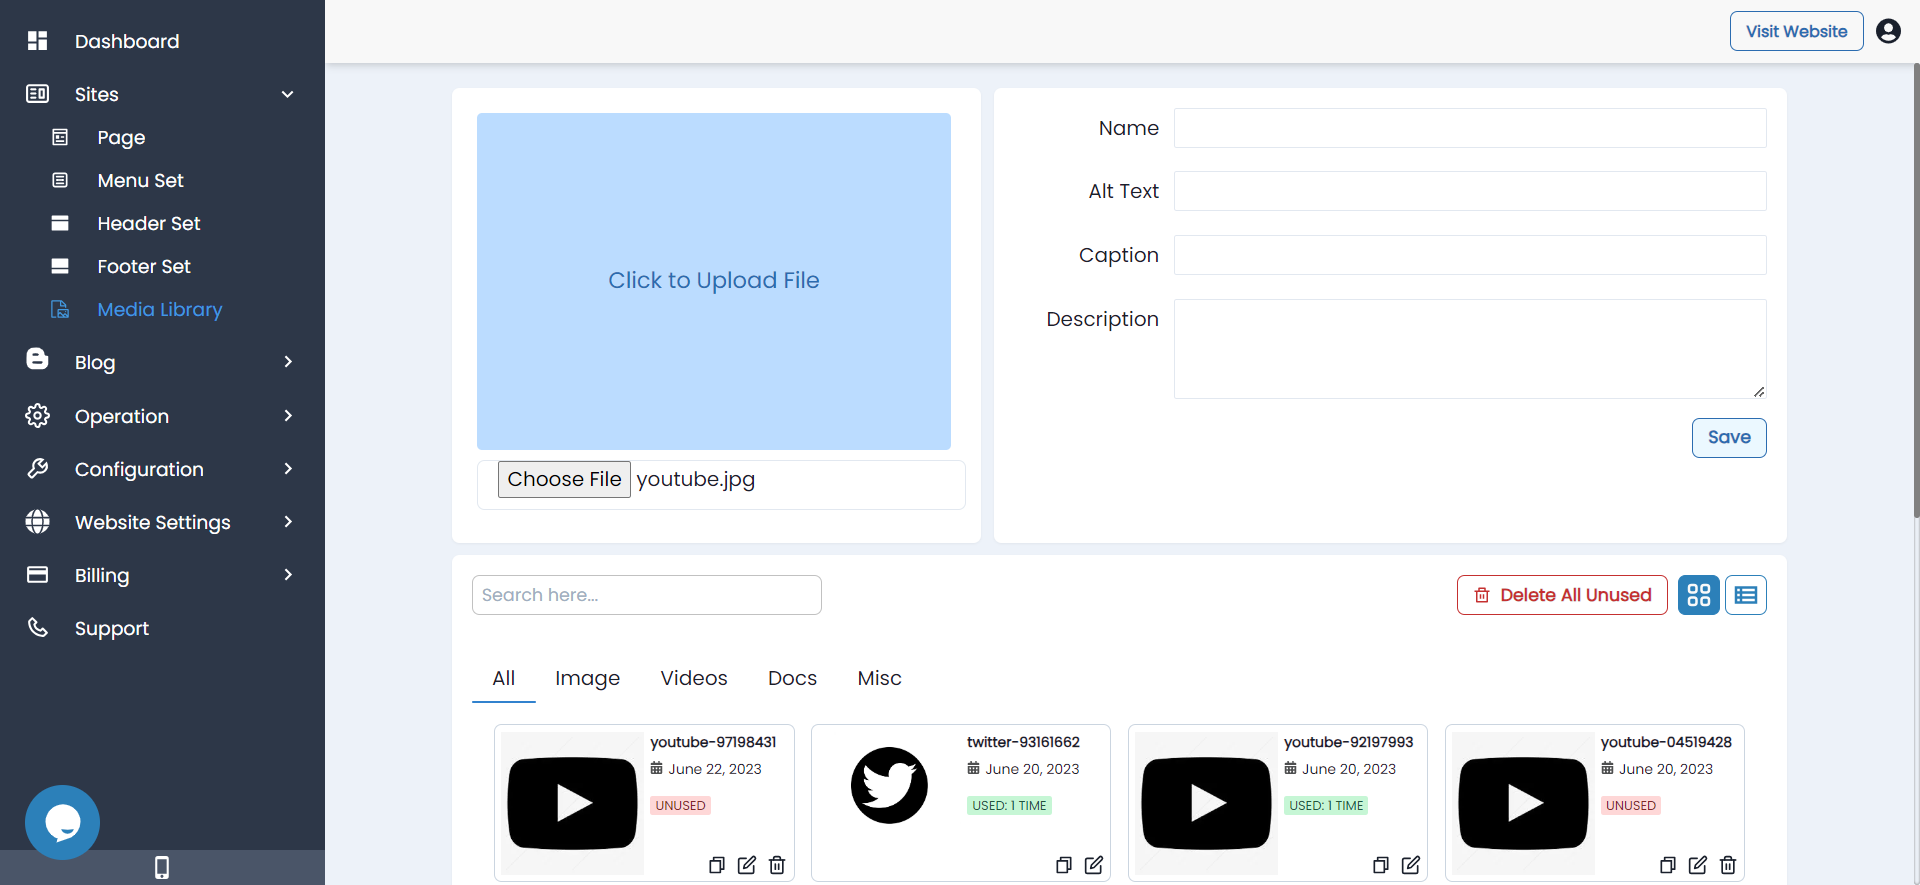 Dashboard
Sites
Page
Menu Set
Header Set
Footer Set
Media Library
Blog
Operation
Configuration
Website Settings
Billing
Support
Visit Website
Click to Upload File
Choose File youtube.jpg
Name
Alt Text
Caption
Description
Save
Search here...
Delete All Unused
All Image Videos Docs Misc
youtube-97198431
June 22, 2023
UNUSED
twitter-93161662
June 20, 2023
USED: 1 TIME
youtube-92197993
June 20, 2023
USED: 1 TIME
youtube-04519428
June 20, 2023
UNUSED